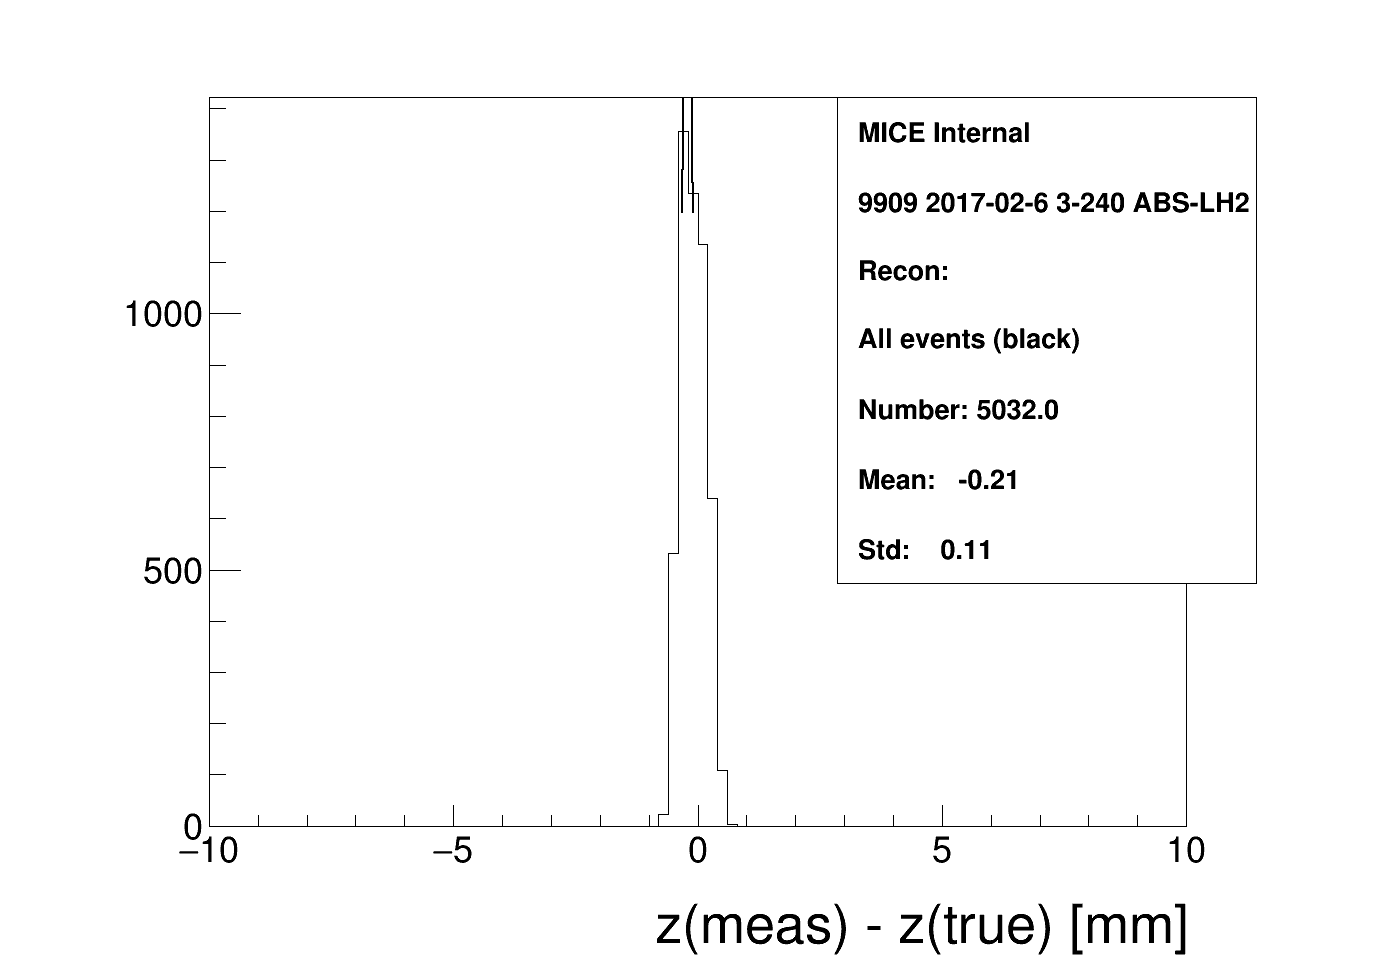 MICE Internal
9909 2017-02-6 3-240 ABS-LH2
Recon:
All events (black)
Number: 5032.0
Mean: -0.21
Std: 0.11
1000
500
0
−10 −5 0 5 10
z(meas) - z(true) [mm]